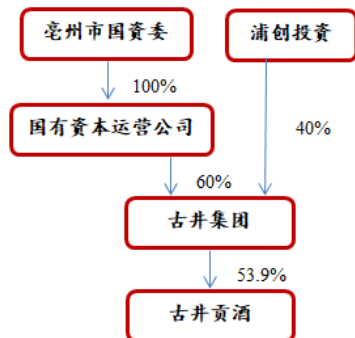 亳州市国资委
浦创投资
100%
国有资本运营公司
40%
60%
古井集团
53.9%
古井贡酒